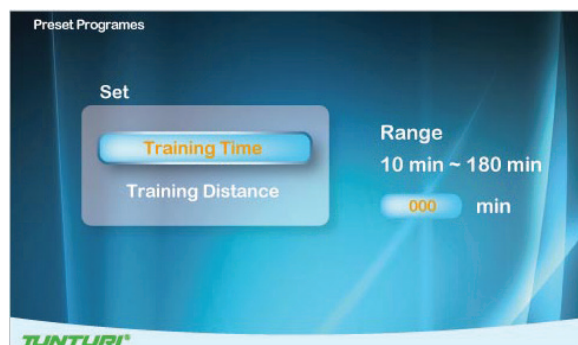 Preset Programes
Set
Training Time
Training Distance
Range
10 min ~ 180 min
000 min
TUNTURI®